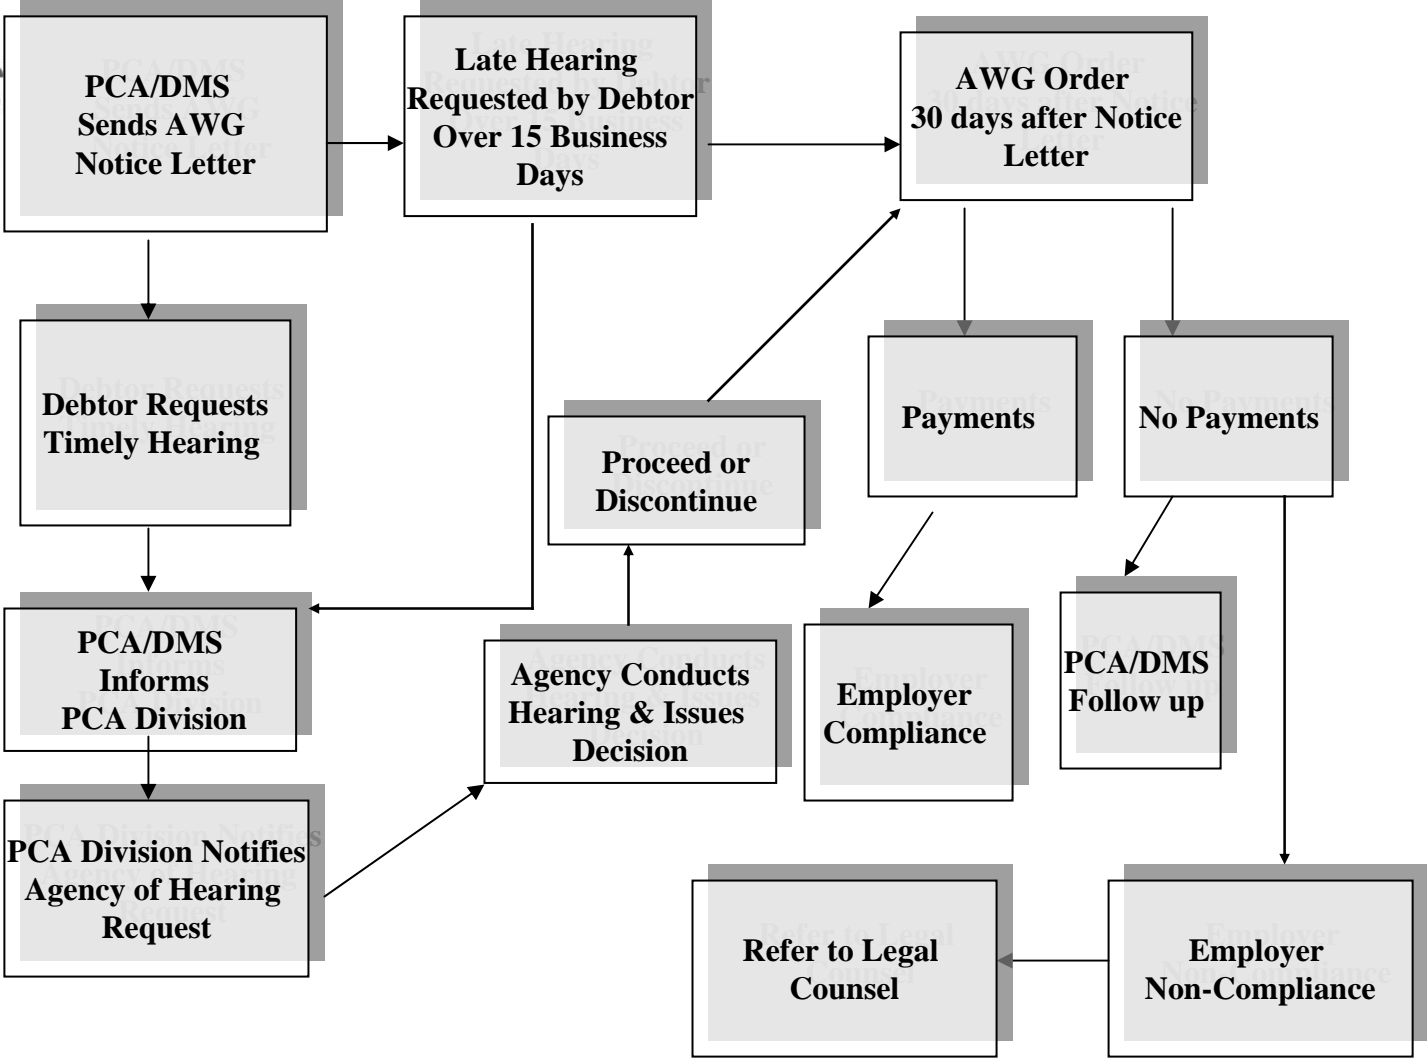 PCA/DMS
Sends AWG
Notice Letter
Late Hearing
Requested by Debtor
Over 15 Business
Days
AWG Order
30 days after Notice
Letter
Debtor Requests
Timely Hearing
Proceed or
Discontinue
Payments
No Payments
PCA/DMS
Informs
PCA Division
Agency Conducts
Hearing & Issues
Decision
Employer
Compliance
PCA/DMS
Follow up
PCA Division Notifies
Agency of Hearing
Request
Refer to Legal
Counsel
Employer
Non-Compliance